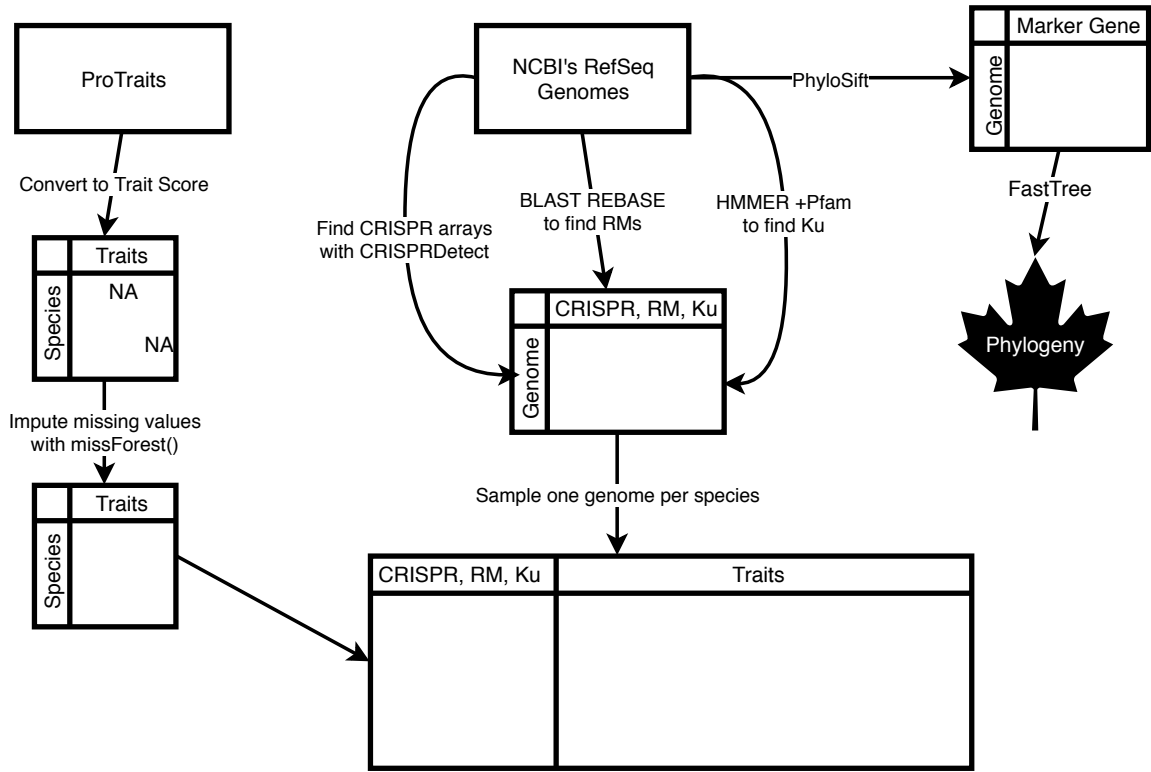 ProTraits
Convert to Trait Score
Traits
Species
NA
NA
Impute missing values
with missForest()
Traits
Species
NCBI's RefSeq
Genomes
Find CRISPR arrays
with CRISPRDetect
BLAST REBASE
to find RMs
HMMER +Pfam
to find Ku
CRISPR, RM, Ku
Genome
Sample one genome per species
CRISPR, RM, Ku
Traits
PhyloSift
Marker Gene
Genome
FastTree
Phylogeny